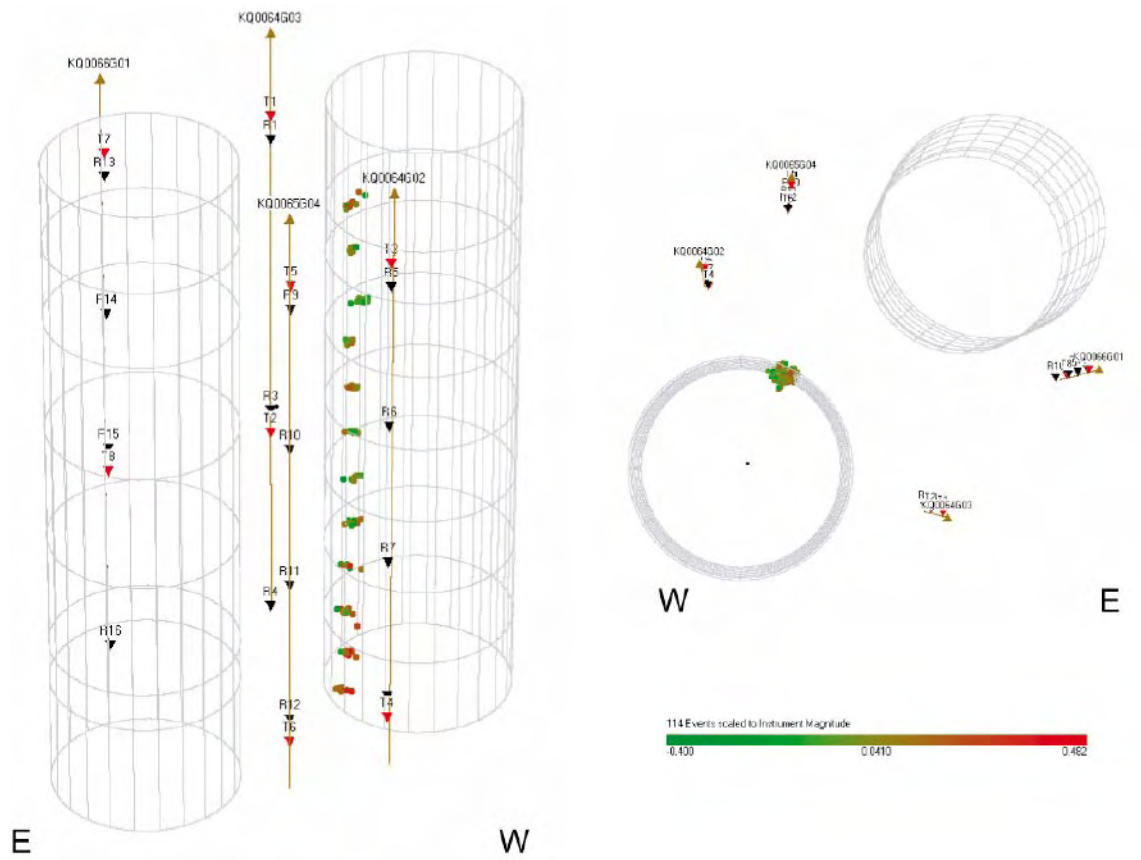 KQ0064G03
KQ0066G01
T1
R1
T7
R13
KQ0064G02
KQ0065G04
T3
R5
T5
R9
R14
R3
T2
R6
R10
R15
T8
R7
R11
R4
R16
R12
T6
T4
E
W
KQ0065G04
KQ0064G02
T4
KQ0066G01
KQ0064G03
W
E
114 Events scaled to Instrument Magnitude
-0.400
0.0410
0.482